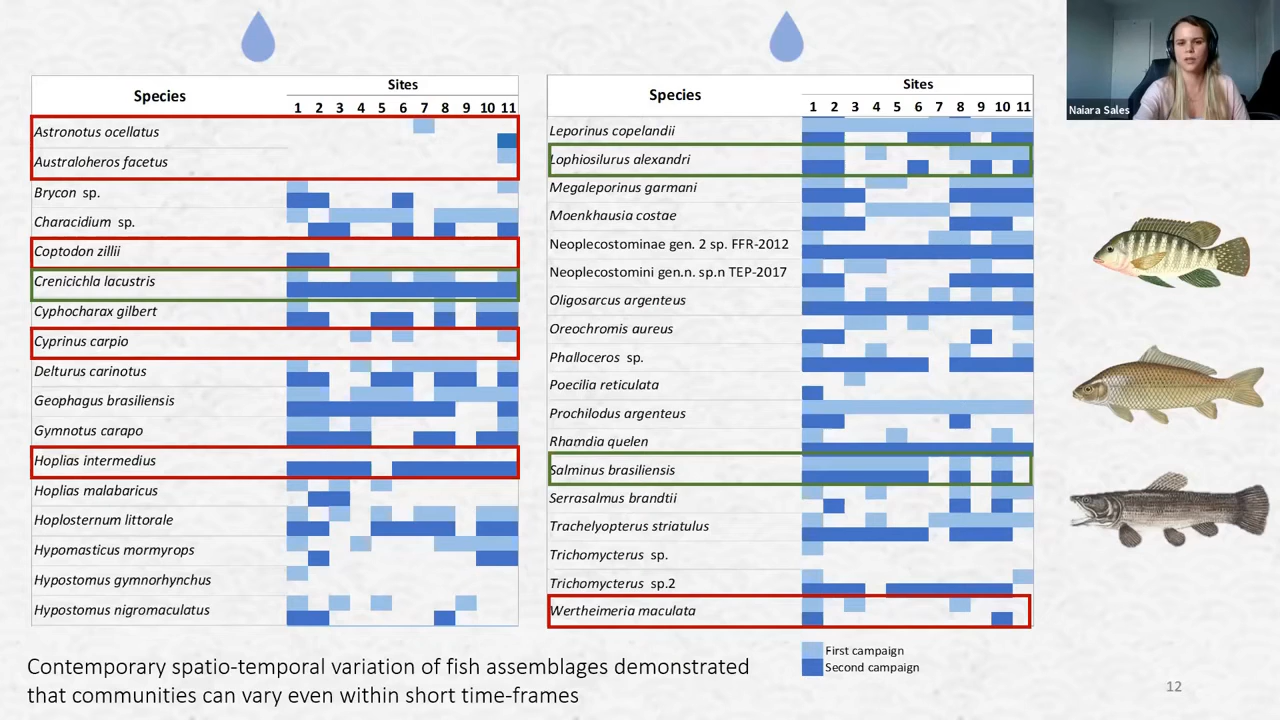 Species
Sites
1 2 3 4 5 6 7 8 9 10 11
Astronotus ocellatus
Australoheros facetus
Brycon sp.
Characidium sp.
Coptodon zillii
Crenicichla lacustris
Cyphocharax gilbert
Cyprinus carpio
Delturus carinotus
Geophagus brasiliensis
Gymnotus carapo
Hoplias intermedius
Hoplias malabaricus
Hoplosternum littorale
Hypomasticus mormyrops
Hypostomus gymnorhynchus
Hypostomus nigromaculatus
Species
Sites
1 2 3 4 5 6 7 8 9 10 11
Leporinus copelandii
Lophiosilurus alexandri
Megaleporinus garmani
Moenkhausia costae
Neoplecostominae gen. 2 sp. FFR-2012
Neoplecostomini gen.n. sp.n TEP-2017
Oligosarcus argenteus
Oreochromis aureus
Phalloceros sp.
Poecilia reticulata
Prochilodus argenteus
Rhamdia quelen
Salminus brasiliensis
Serrasalmus brandtii
Trachelyopterus striatulus
Trichomycterus sp.
Trichomycterus sp.2
Wertheimeria maculata
First campaign
Second campaign
Contemporary spatio-temporal variation of fish assemblages demonstrated
that communities can vary even within short time-frames
12
Naiara Sales